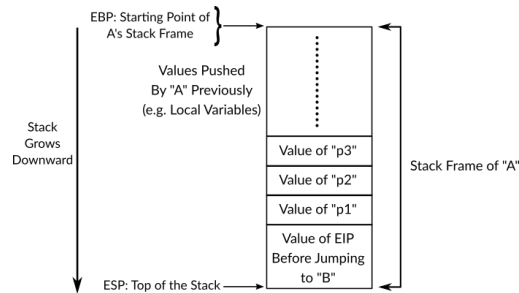 EBP: Starting Point of
A's Stack Frame
Values Pushed
By "A" Previously
(e.g. Local Variables)
Stack
Grows
Downward
Value of "p3"
Value of "p2"
Value of "p1"
Value of EIP
Before Jumping
to "B"
Stack Frame of "A"
ESP: Top of the Stack